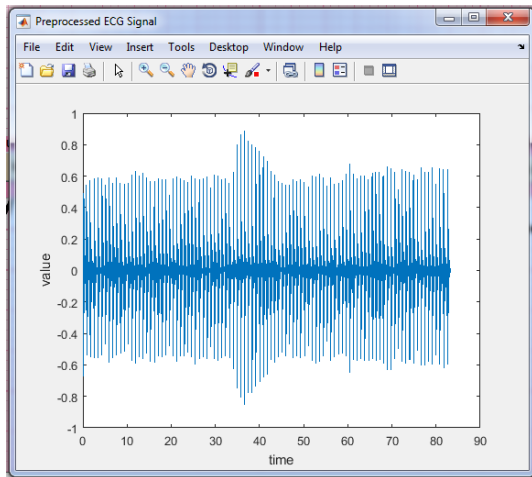 Preprocessed ECG Signal
File Edit View Insert Tools Desktop Window Help
1
0.8
0.6
0.4
0.2
0
-0.2
-0.4
-0.6
-0.8
-1
value
0 10 20 30 40 50 60 70 80 90
time